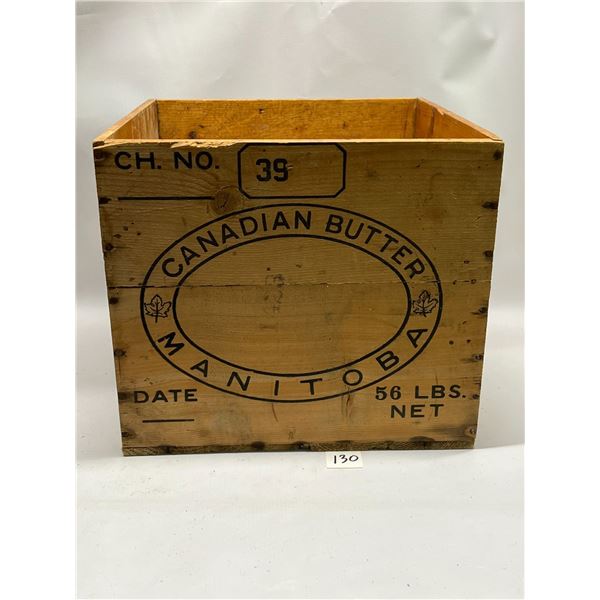 CH. NO. 39
CANADIAN BUTTER
MANITOBA
DATE 56 LBS.
NET
130